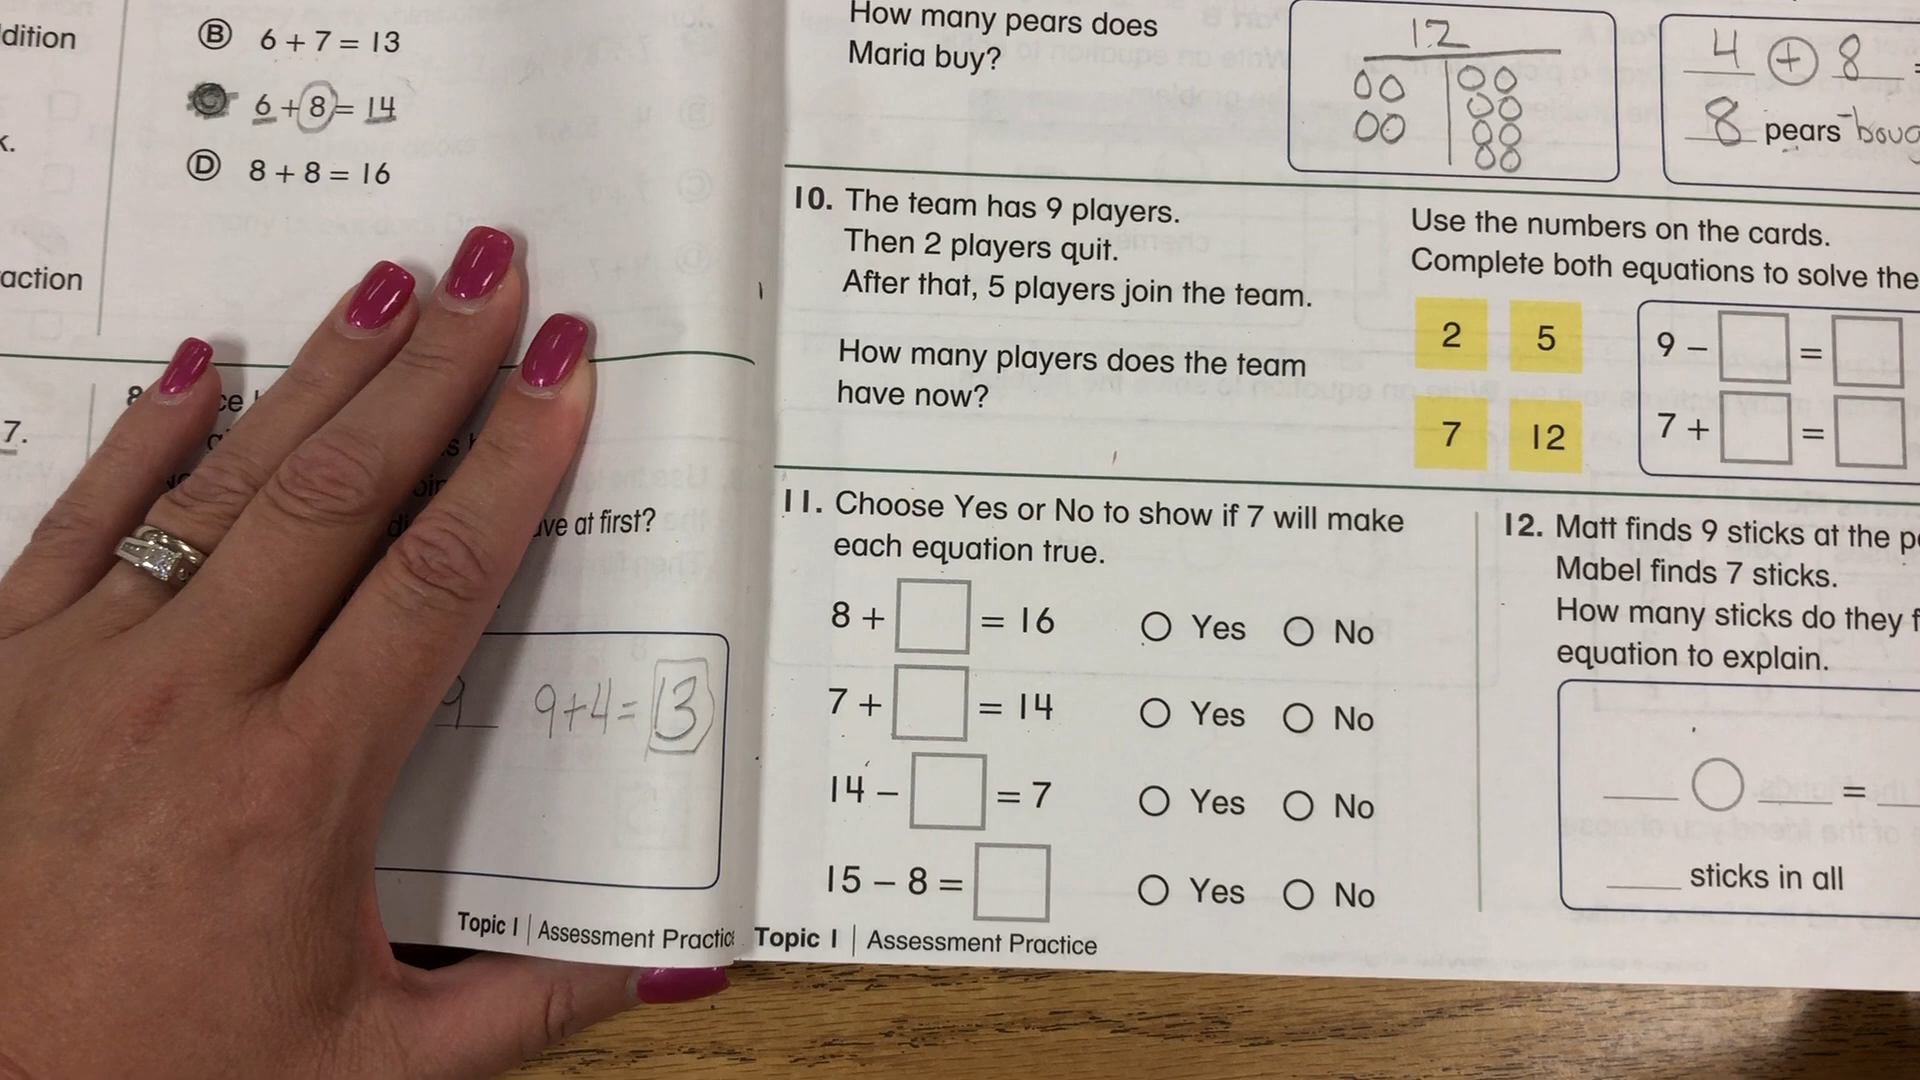 dition
Ⓑ 6 + 7 = 13
Ⓒ 6 + 8 = 14
Ⓓ 8 + 8 = 16
action
7.
ve at first?
9 9+4=13
Topic 1 | Assessment Practic
How many pears does
Maria buy?
12
4 + 8 =
8 pears
10. The team has 9 players.
Then 2 players quit.
After that, 5 players join the team.
How many players does the team
have now?
Use the numbers on the cards.
Complete both equations to solve the
2 5
7 12
9 − □ = □
7 + □ = □
11. Choose Yes or No to show if 7 will make
each equation true.
8 + □ = 16 ○ Yes ○ No
7 + □ = 14 ○ Yes ○ No
14 − □ = 7 ○ Yes ○ No
15 − 8 = □ ○ Yes ○ No
12. Matt finds 9 sticks at the p
Mabel finds 7 sticks.
How many sticks do they f
equation to explain.
___ ○ ___ = __
____ sticks in all
Topic 1 | Assessment Practice